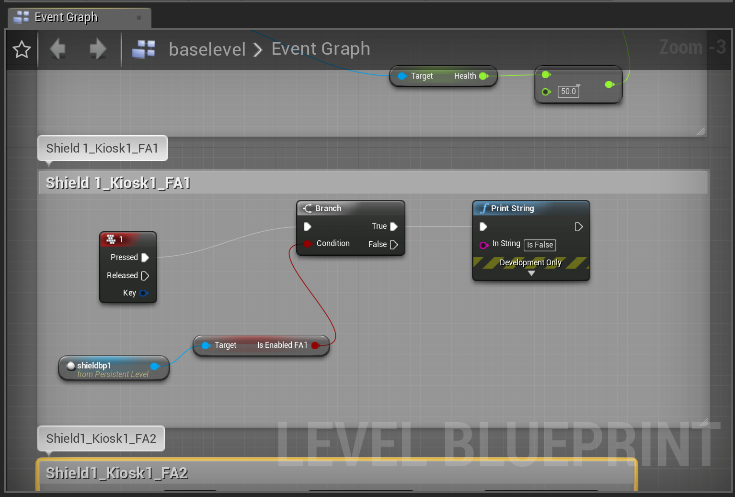 Event Graph
baselevel > Event Graph
Zoom -3
Target Health
50.0
Shield 1_Kiosk1_FA1
Shield 1_Kiosk1_FA1
1
Pressed
Released
Key
Branch
True
Condition False
Print String
In String Is False
Development Only
Target Is Enabled FA1
shieldbp1
from Persistent Level
Shield1_Kiosk1_FA2
LEVEL BLUEPRINT
Shield1_Kiosk1_FA2